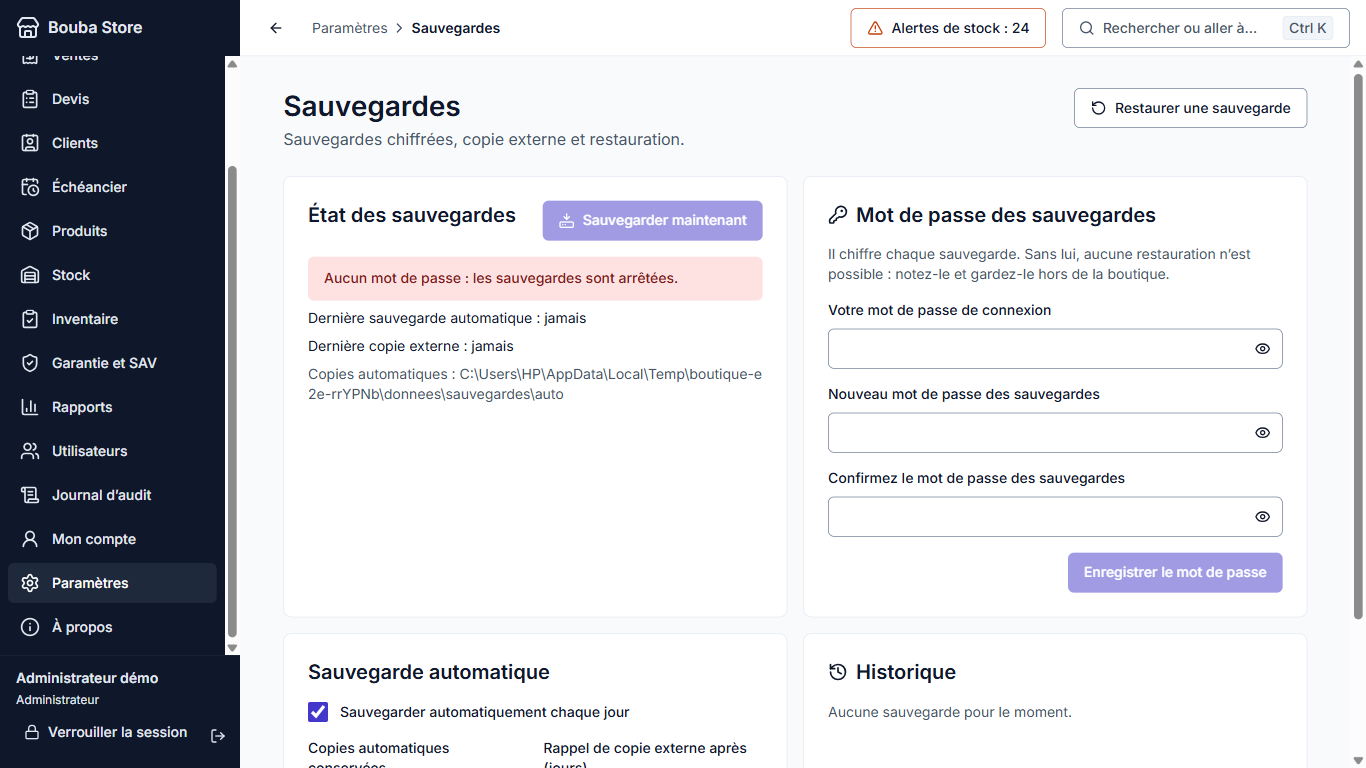 Bouba Store
Ventes
Devis
Clients
Échéancier
Produits
Stock
Inventaire
Garantie et SAV
Rapports
Utilisateurs
Journal d’audit
Mon compte
Paramètres
À propos
Administrateur démo
Administrateur
Verrouiller la session
Paramètres > Sauvegardes
Alertes de stock : 24
Rechercher ou aller à...
Ctrl K
Sauvegardes
Sauvegardes chiffrées, copie externe et restauration.
Restaurer une sauvegarde
État des sauvegardes
Sauvegarder maintenant
Aucun mot de passe : les sauvegardes sont arrêtées.
Dernière sauvegarde automatique : jamais
Dernière copie externe : jamais
Copies automatiques : C:\Users\HP\AppData\Local\Temp\boutique-e
2e-rrYPNb\donnees\sauvegardes\auto
Mot de passe des sauvegardes
Il chiffre chaque sauvegarde. Sans lui, aucune restauration n’est
possible : notez-le et gardez-le hors de la boutique.
Votre mot de passe de connexion
Nouveau mot de passe des sauvegardes
Confirmez le mot de passe des sauvegardes
Enregistrer le mot de passe
Sauvegarde automatique
Sauvegarder automatiquement chaque jour
Copies automatiques
conservées
Rappel de copie externe après
(jours)
Historique
Aucune sauvegarde pour le moment.